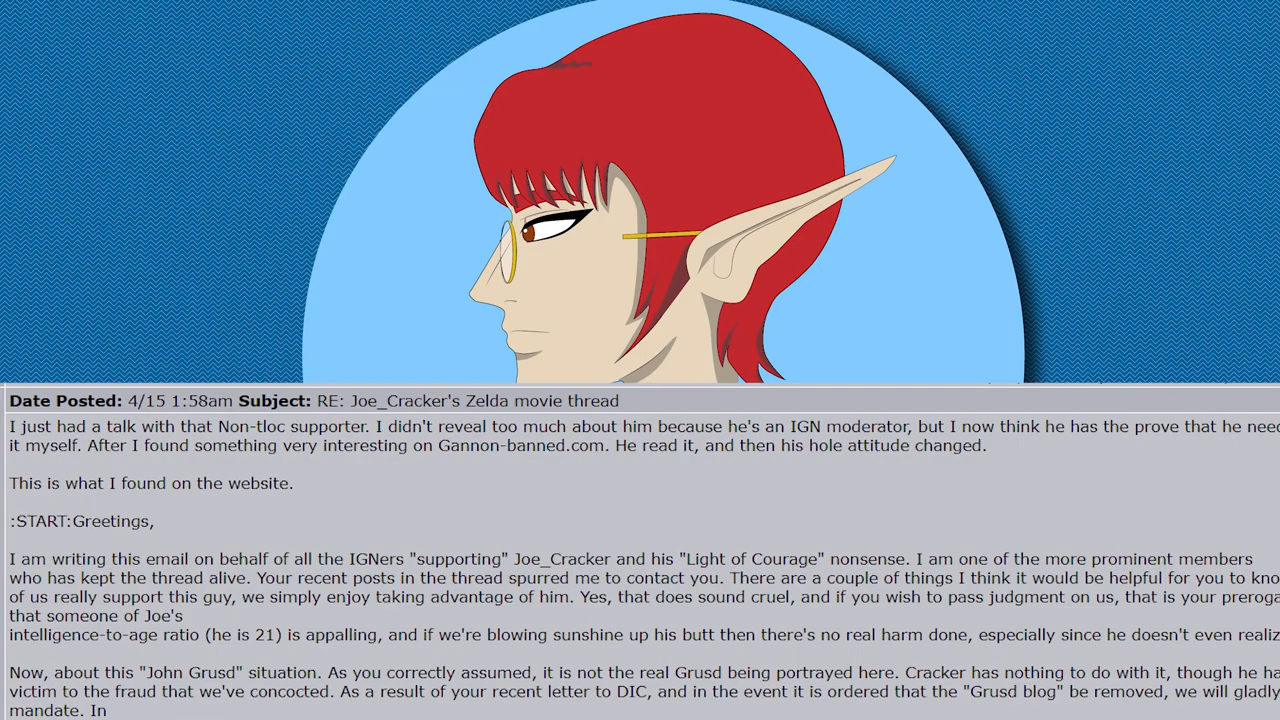 Date Posted: 4/15 1:58am Subject: RE: Joe_Cracker's Zelda movie thread
I just had a talk with that Non-tloc supporter. I didn't reveal too much about him because he's an IGN moderator, but I now think he has the prove that he need
it myself. After I found something very interesting on Gannon-banned.com. He read it, and then his hole attitude changed.
This is what I found on the website.
:START:Greetings,
I am writing this email on behalf of all the IGNers "supporting" Joe_Cracker and his "Light of Courage" nonsense. I am one of the more prominent members
who has kept the thread alive. Your recent posts in the thread spurred me to contact you. There are a couple of things I think it would be helpful for you to kno
of us really support this guy, we simply enjoy taking advantage of him. Yes, that does sound cruel, and if you wish to pass judgment on us, that is your preroga
that someone of Joe's
intelligence-to-age ratio (he is 21) is appalling, and if we're blowing sunshine up his butt then there's no real harm done, especially since he doesn't even realiz
Now, about this "John Grusd" situation. As you correctly assumed, it is not the real Grusd being portrayed here. Cracker has nothing to do with it, though he ha
victim to the fraud that we've concocted. As a result of your recent letter to DIC, and in the event it is ordered that the "Grusd blog" be removed, we will gladly
mandate. In